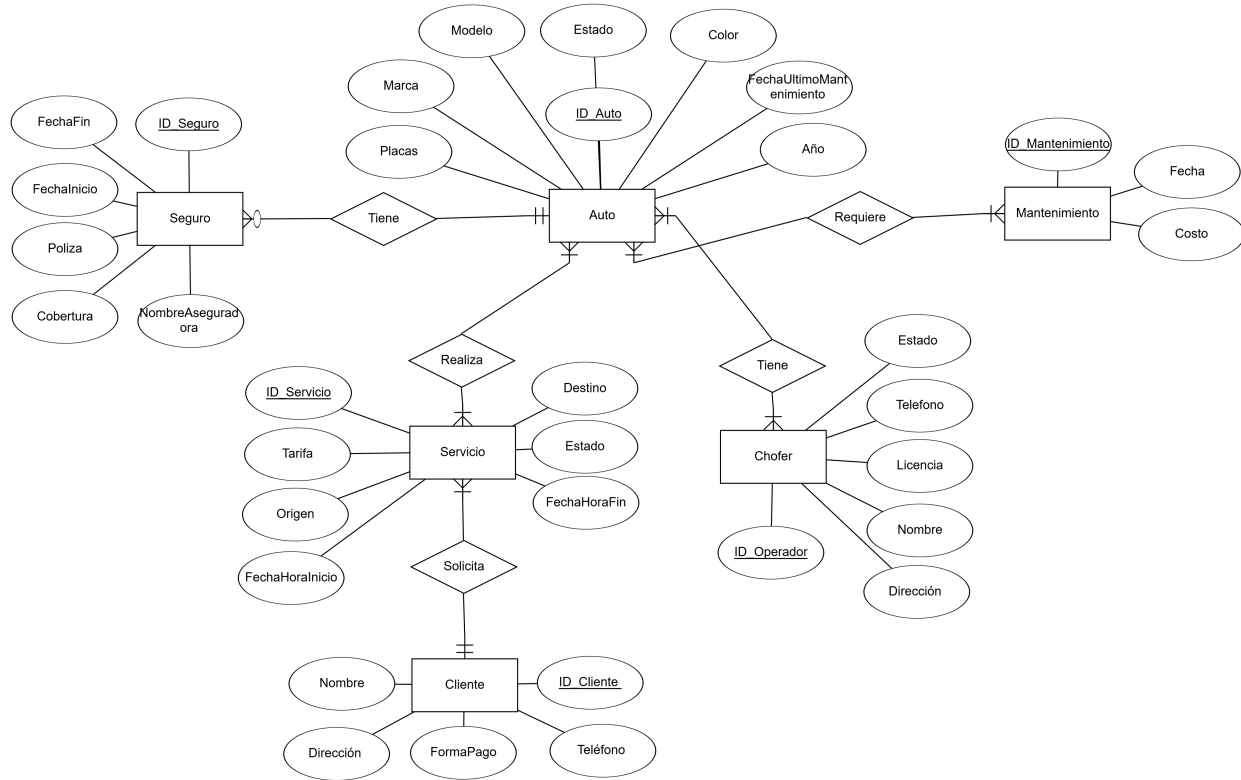 Modelo
Estado
Color
Marca
FechaUltimoMant
enimiento
FechaFin
ID_Seguro
ID_Auto
Placas
Año
ID_Mantenimiento
Fecha
FechaInicio
Seguro
Tiene
Auto
Requiere
Mantenimiento
Poliza
Costo
Cobertura
NombreAsegurad
ora
Estado
Realiza
Tiene
ID_Servicio
Destino
Telefono
Tarifa
Servicio
Estado
Chofer
Licencia
Origen
FechaHoraFin
Nombre
ID_Operador
FechaHoraInicio
Solicita
Dirección
Nombre
Cliente
ID_Cliente
Dirección
FormaPago
Teléfono